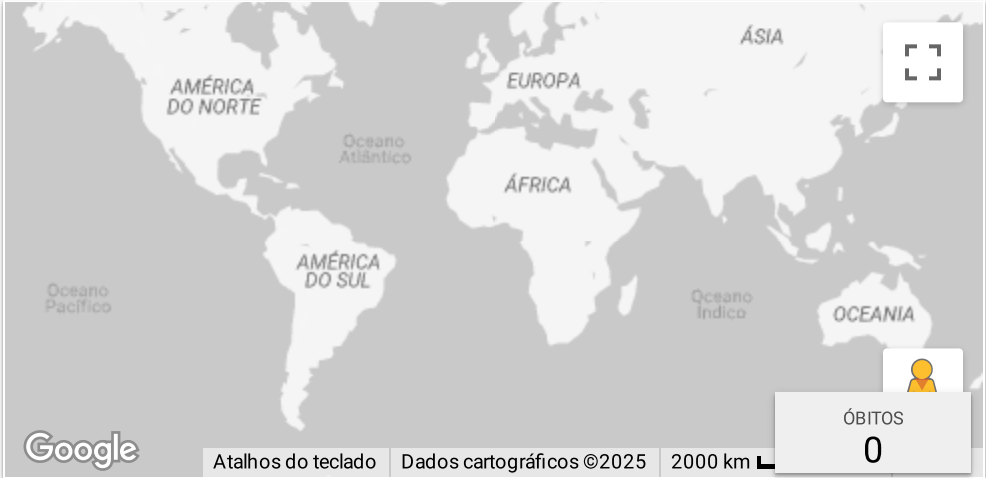 ÁSIA
AMÉRICA
DO NORTE
EUROPA
Oceano
Atlântico
ÁFRICA
AMÉRICA
DO SUL
Oceano
Pacífico
Oceano
Índico
OCEANIA
ÓBITOS
0
Google
Atalhos do teclado
Dados cartográficos ©2025
2000 km